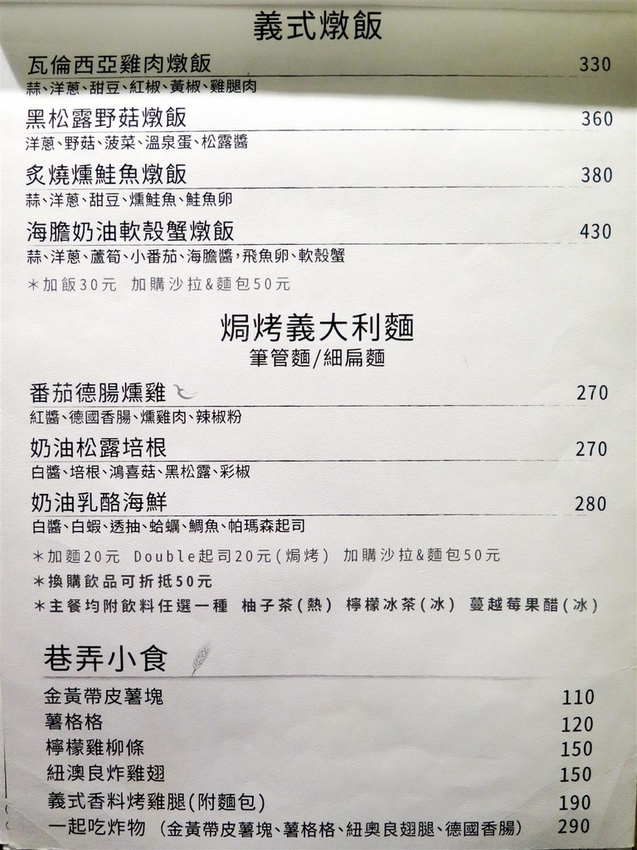 義式燉飯
瓦倫西亞雞肉燉飯 330
蒜、洋蔥、甜豆、紅椒、黃椒、雞腿肉
黑松露野菇燉飯 360
洋蔥、野菇、菠菜、溫泉蛋、松露醬
炙燒燻鮭魚燉飯 380
蒜、洋蔥、甜豆、燻鮭魚、鮭魚卵
海膽奶油軟殼蟹燉飯 430
蒜、洋蔥、蘆筍、小番茄、海膽醬，飛魚卵、軟殼蟹
＊加飯30元 加購沙拉&麵包50元
焗烤義大利麵
筆管麵/細扁麵
番茄德腸燻雞 270
紅醬、德國香腸、燻雞肉、辣椒粉
奶油松露培根 270
白醬、培根、鴻喜菇、黑松露、彩椒
奶油乳酪海鮮 280
白醬、白蝦、透抽、蛤蠣、鯛魚、帕瑪森起司
＊加麵20元 Double起司20元(焗烤) 加購沙拉&麵包50元
＊換購飲品可折抵50元
＊主餐均附飲料任選一種 柚子茶(熱) 檸檬冰茶(冰) 蔓越莓果醋(冰)
巷弄小食
金黃帶皮薯塊 110
薯格格 120
檸檬雞柳條 150
紐澳良炸雞翅 150
義式香料烤雞腿(附麵包) 190
一起吃炸物 (金黃帶皮薯塊、薯格格、紐奧良翅腿、德國香腸) 290